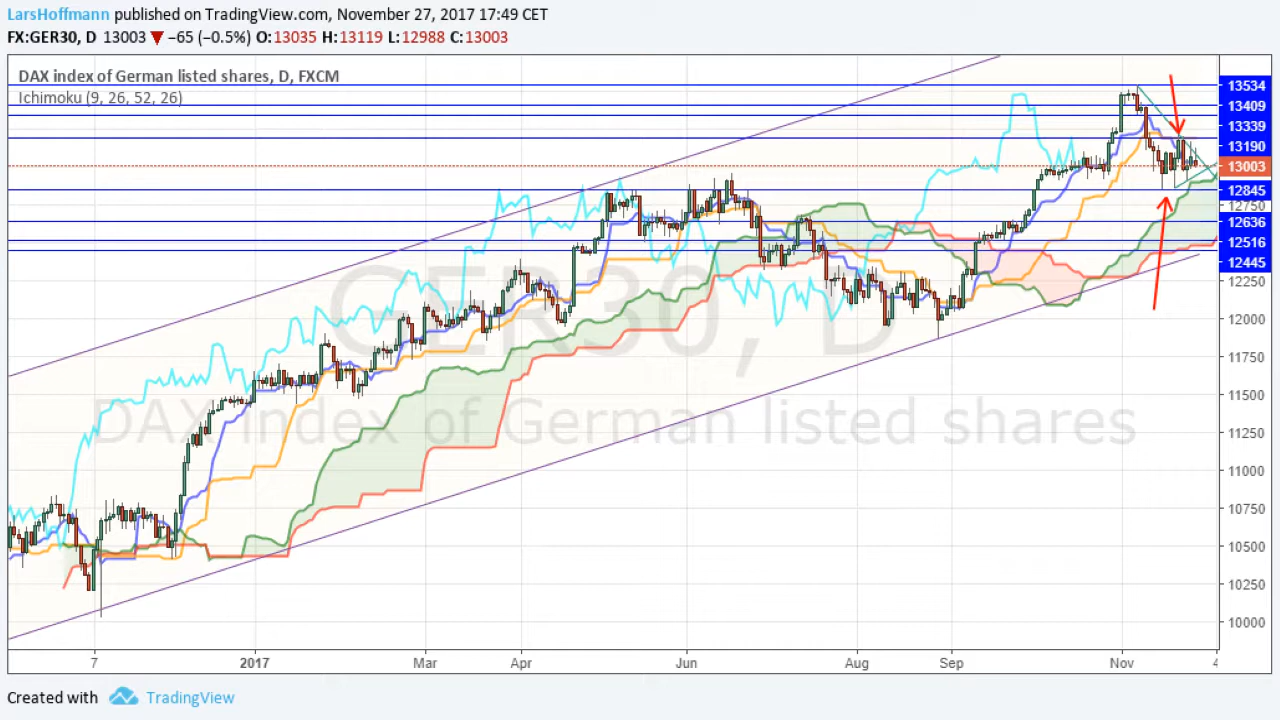 LarsHoffmann published on TradingView.com, November 27, 2017 17:49 CET
FX:GER30, D 13003 ▼ −65 (−0.5%) O:13035 H:13119 L:12988 C:13003
DAX index of German listed shares, D, FXCM
Ichimoku (9, 26, 52, 26)
GER30, D
DAX index of German listed shares
13534
13409
13339
13190
13003
12845
12750
12636
12516
12445
12250
12000
11750
11500
11250
11000
10750
10500
10250
10000
7 2017 Mar Apr Jun Aug Sep Nov 4
Created with TradingView